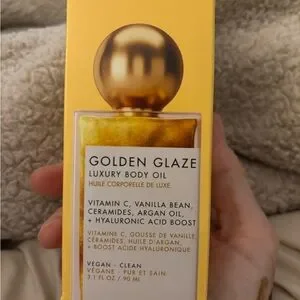 GOLDEN GLAZE
LUXURY BODY OIL
HUILE CORPORELLE DE LUXE
VITAMIN C, VANILLA BEAN,
CERAMIDES, ARGAN OIL,
+ HYALURONIC ACID BOOST
VITAMINE C, GOUSSE DE VANILLE,
CÉRAMIDES, HUILE D'ARGAN,
+ BOOST ACIDE HYALURONIQUE
VEGAN · CLEAN
VÉGANE · PUR ET SAIN
3.1 FL OZ / 90 ML